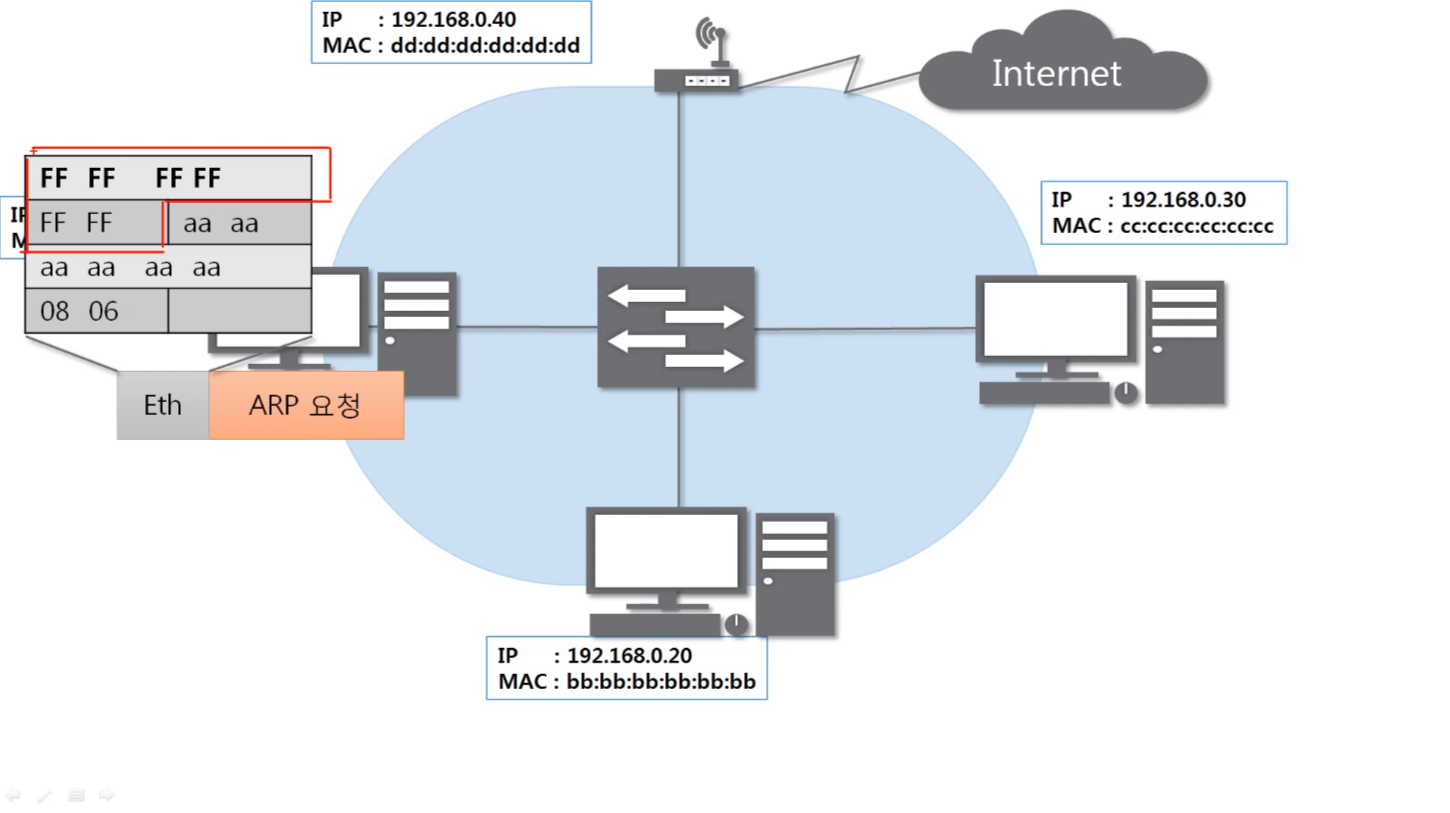 IP : 192.168.0.40
MAC : dd:dd:dd:dd:dd:dd
Internet
FF FF FF FF
FF FF aa aa
aa aa aa aa
08 06
IP
M
IP : 192.168.0.30
MAC : cc:cc:cc:cc:cc:cc
Eth ARP 요청
IP : 192.168.0.20
MAC : bb:bb:bb:bb:bb:bb